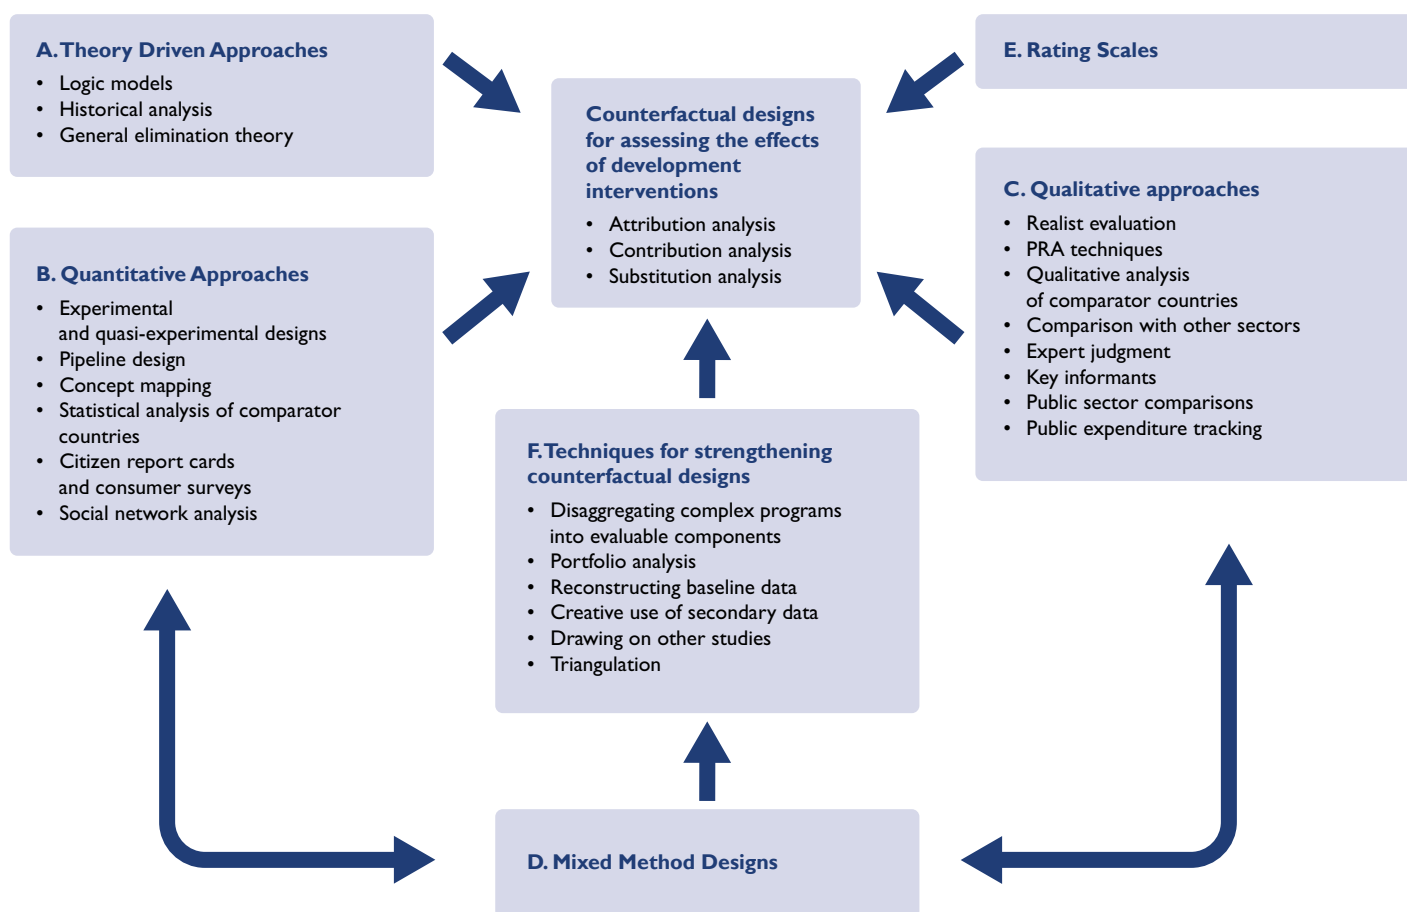 A. Theory Driven Approaches
• Logic models
• Historical analysis
• General elimination theory
B. Quantitative Approaches
• Experimental
and quasi-experimental designs
• Pipeline design
• Concept mapping
• Statistical analysis of comparator
countries
• Citizen report cards
and consumer surveys
• Social network analysis
Counterfactual designs
for assessing the effects
of development
interventions
• Attribution analysis
• Contribution analysis
• Substitution analysis
E. Rating Scales
C. Qualitative approaches
• Realist evaluation
• PRA techniques
• Qualitative analysis
of comparator countries
• Comparison with other sectors
• Expert judgment
• Key informants
• Public sector comparisons
• Public expenditure tracking
F. Techniques for strengthening
counterfactual designs
• Disaggregating complex programs
into evaluable components
• Portfolio analysis
• Reconstructing baseline data
• Creative use of secondary data
• Drawing on other studies
• Triangulation
D. Mixed Method Designs